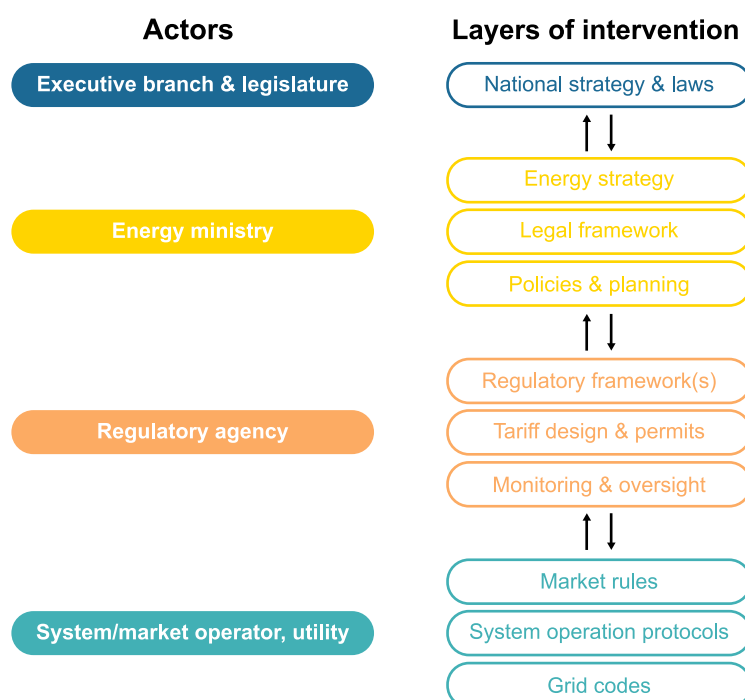 Actors
Layers of intervention
Executive branch & legislature
National strategy & laws
Energy strategy
Energy ministry
Legal framework
Policies & planning
Regulatory framework(s)
Regulatory agency
Tariff design & permits
Monitoring & oversight
Market rules
System/market operator, utility
System operation protocols
Grid codes